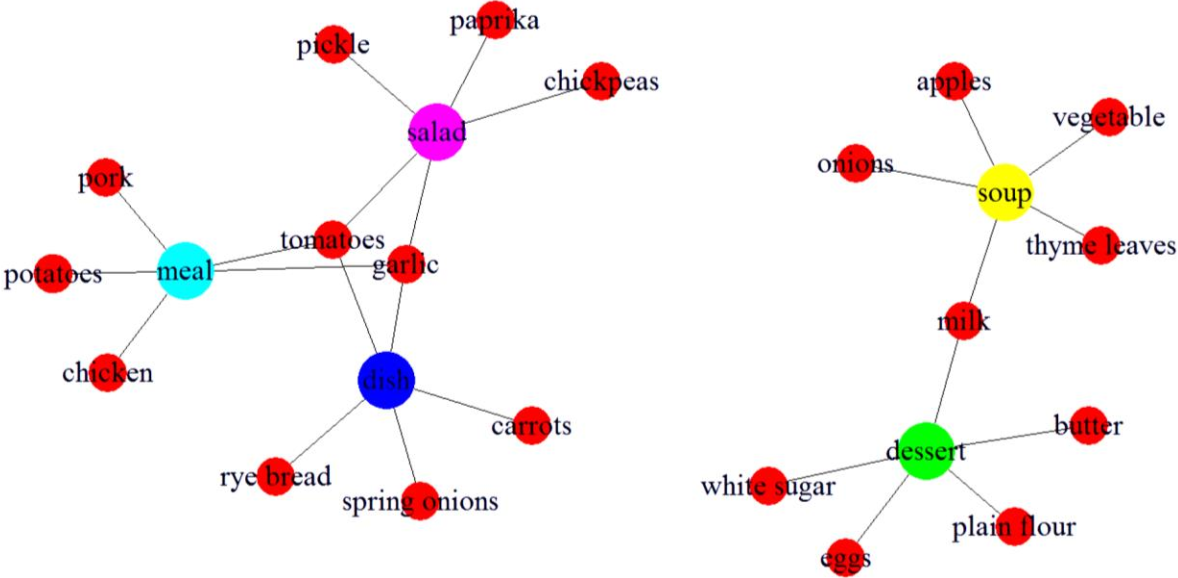 paprika
pickle
chickpeas
salad
pork
tomatoes
garlic
potatoes
meal
chicken
dish
carrots
rye bread
spring onions
apples
vegetable
onions
soup
thyme leaves
milk
butter
dessert
white sugar
plain flour
eggs